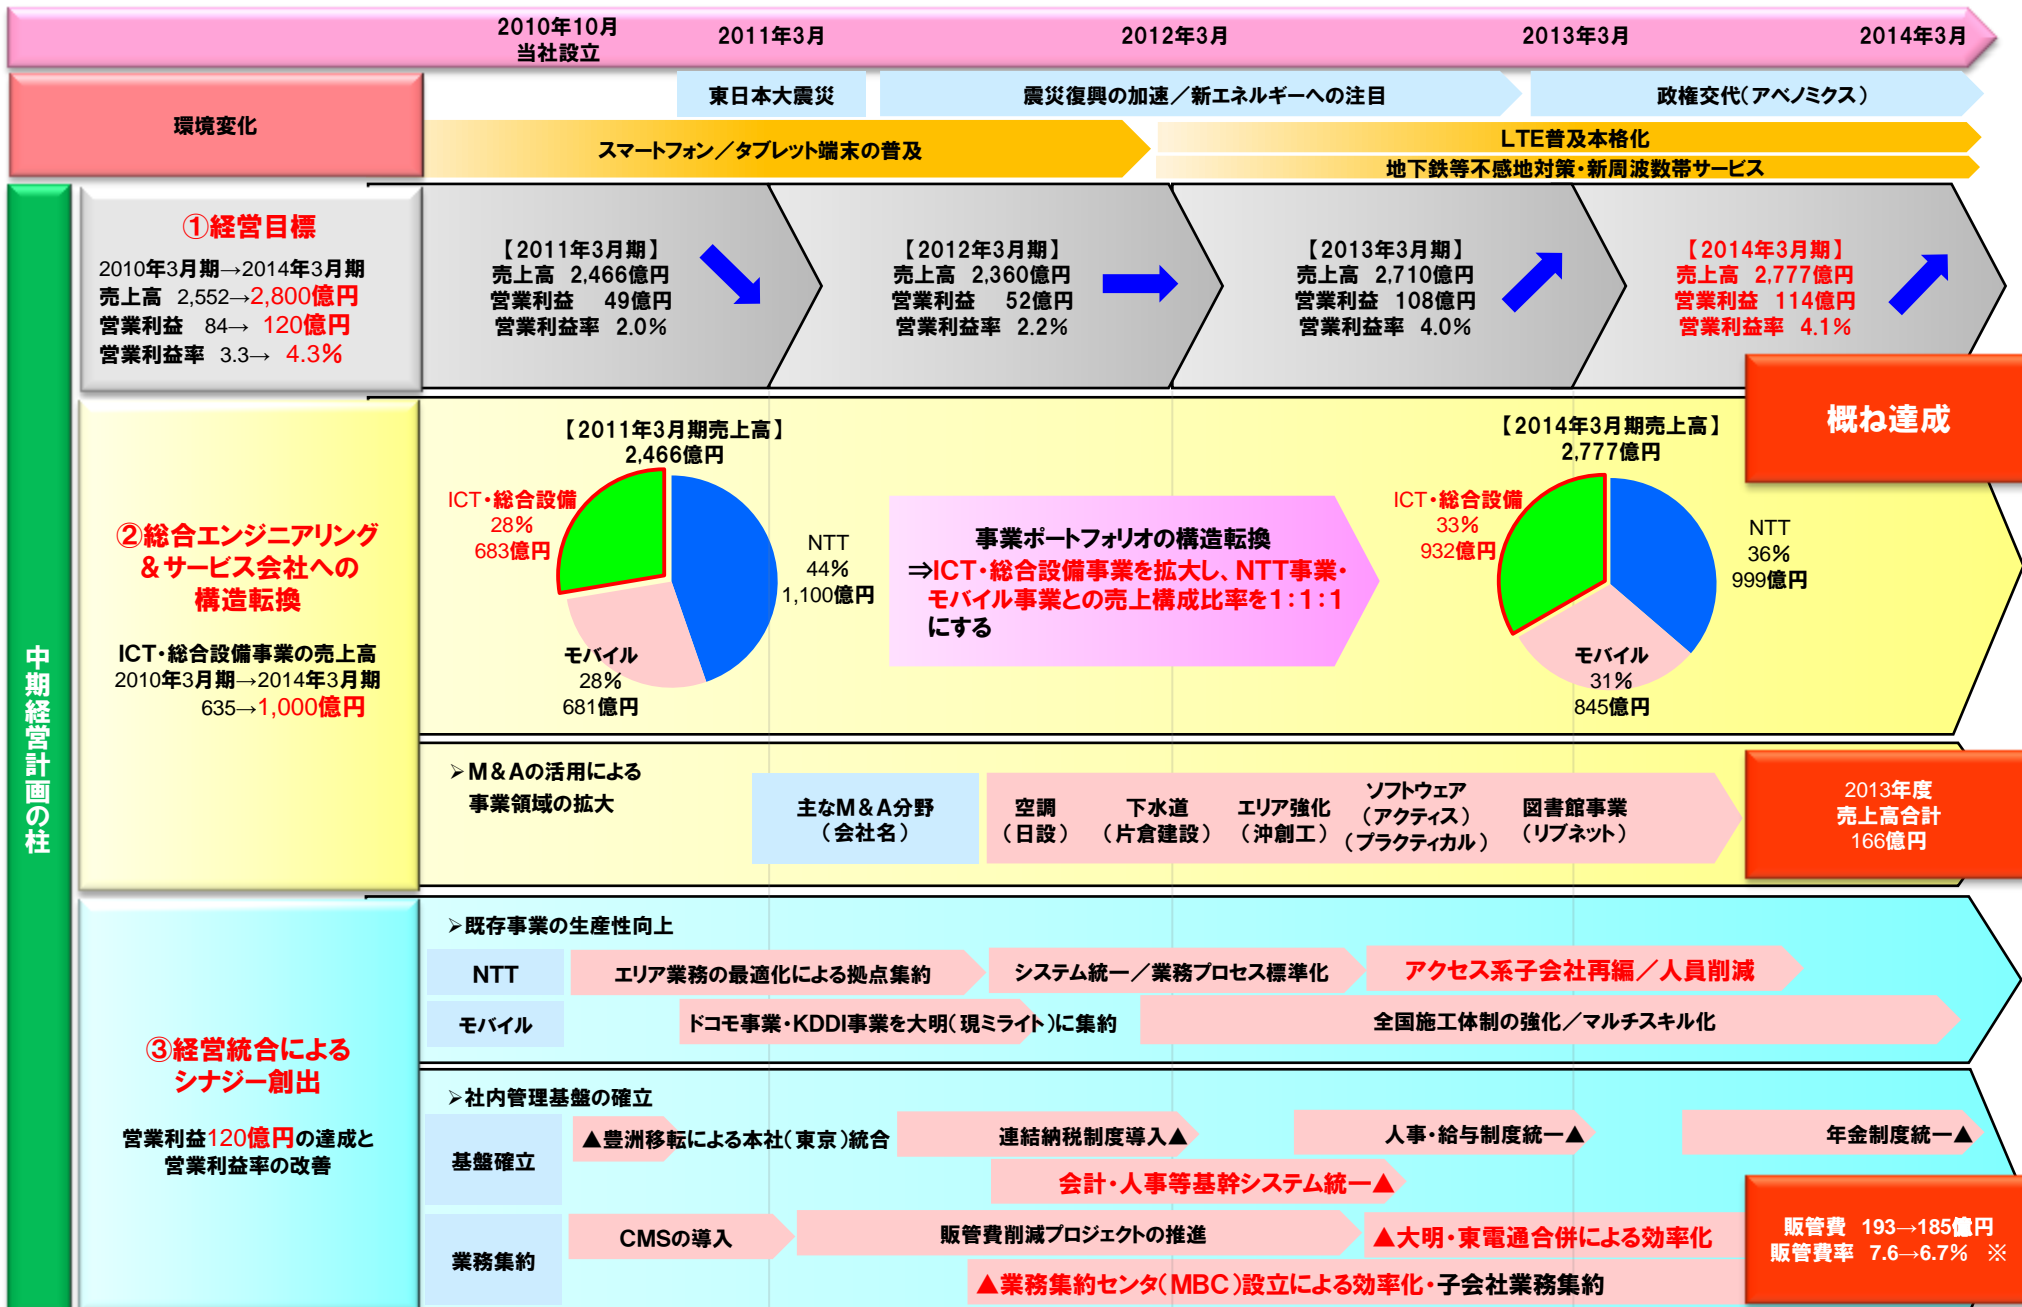 2010年10月
当社設立
2011年3月
2012年3月
2013年3月
2014年3月
環境変化
東日本大震災
震災復興の加速／新エネルギーへの注目
政権交代（アベノミクス）
スマートフォン／タブレット端末の普及
LTE普及本格化
地下鉄等不感地対策・新周波数帯サービス
中期経営計画の柱
①経営目標
2010年3月期→2014年3月期
売上高 2,552→2,800億円
営業利益 84→ 120億円
営業利益率 3.3→ 4.3%
【2011年3月期】
売上高 2,466億円
営業利益 49億円
営業利益率 2.0%
【2012年3月期】
売上高 2,360億円
営業利益 52億円
営業利益率 2.2%
【2013年3月期】
売上高 2,710億円
営業利益 108億円
営業利益率 4.0%
【2014年3月期】
売上高 2,777億円
営業利益 114億円
営業利益率 4.1%
概ね達成
②総合エンジニアリング
＆サービス会社への
構造転換
ICT・総合設備事業の売上高
2010年3月期→2014年3月期
635→1,000億円
【2011年3月期売上高】
2,466億円
ICT・総合設備
28%
683億円
NTT
44%
1,100億円
モバイル
28%
681億円
事業ポートフォリオの構造転換
⇒ICT・総合設備事業を拡大し、NTT事業・
モバイル事業との売上構成比率を1：1：1
にする
【2014年3月期売上高】
2,777億円
ICT・総合設備
33%
932億円
NTT
36%
999億円
モバイル
31%
845億円
➢M＆Aの活用による
事業領域の拡大
主なM＆A分野
（会社名）
空調
（日設）
下水道
（片倉建設）
エリア強化
（沖創工）
ソフトウェア
（アクティス）
（プラクティカル）
図書館事業
（リブネット）
2013年度
売上高合計
166億円
③経営統合による
シナジー創出
営業利益120億円の達成と
営業利益率の改善
➢既存事業の生産性向上
NTT
エリア業務の最適化による拠点集約
システム統一／業務プロセス標準化
アクセス系子会社再編／人員削減
モバイル
ドコモ事業・KDDI事業を大明（現ミライト）に集約
全国施工体制の強化／マルチスキル化
➢社内管理基盤の確立
基盤確立
▲豊洲移転による本社（東京）統合
連結納税制度導入▲
人事・給与制度統一▲
年金制度統一▲
会計・人事等基幹システム統一▲
業務集約
CMSの導入
販管費削減プロジェクトの推進
▲大明・東電通合併による効率化
▲業務集約センタ（MBC）設立による効率化・子会社業務集約
販管費 193→185億円
販管費率 7.6→6.7% ※